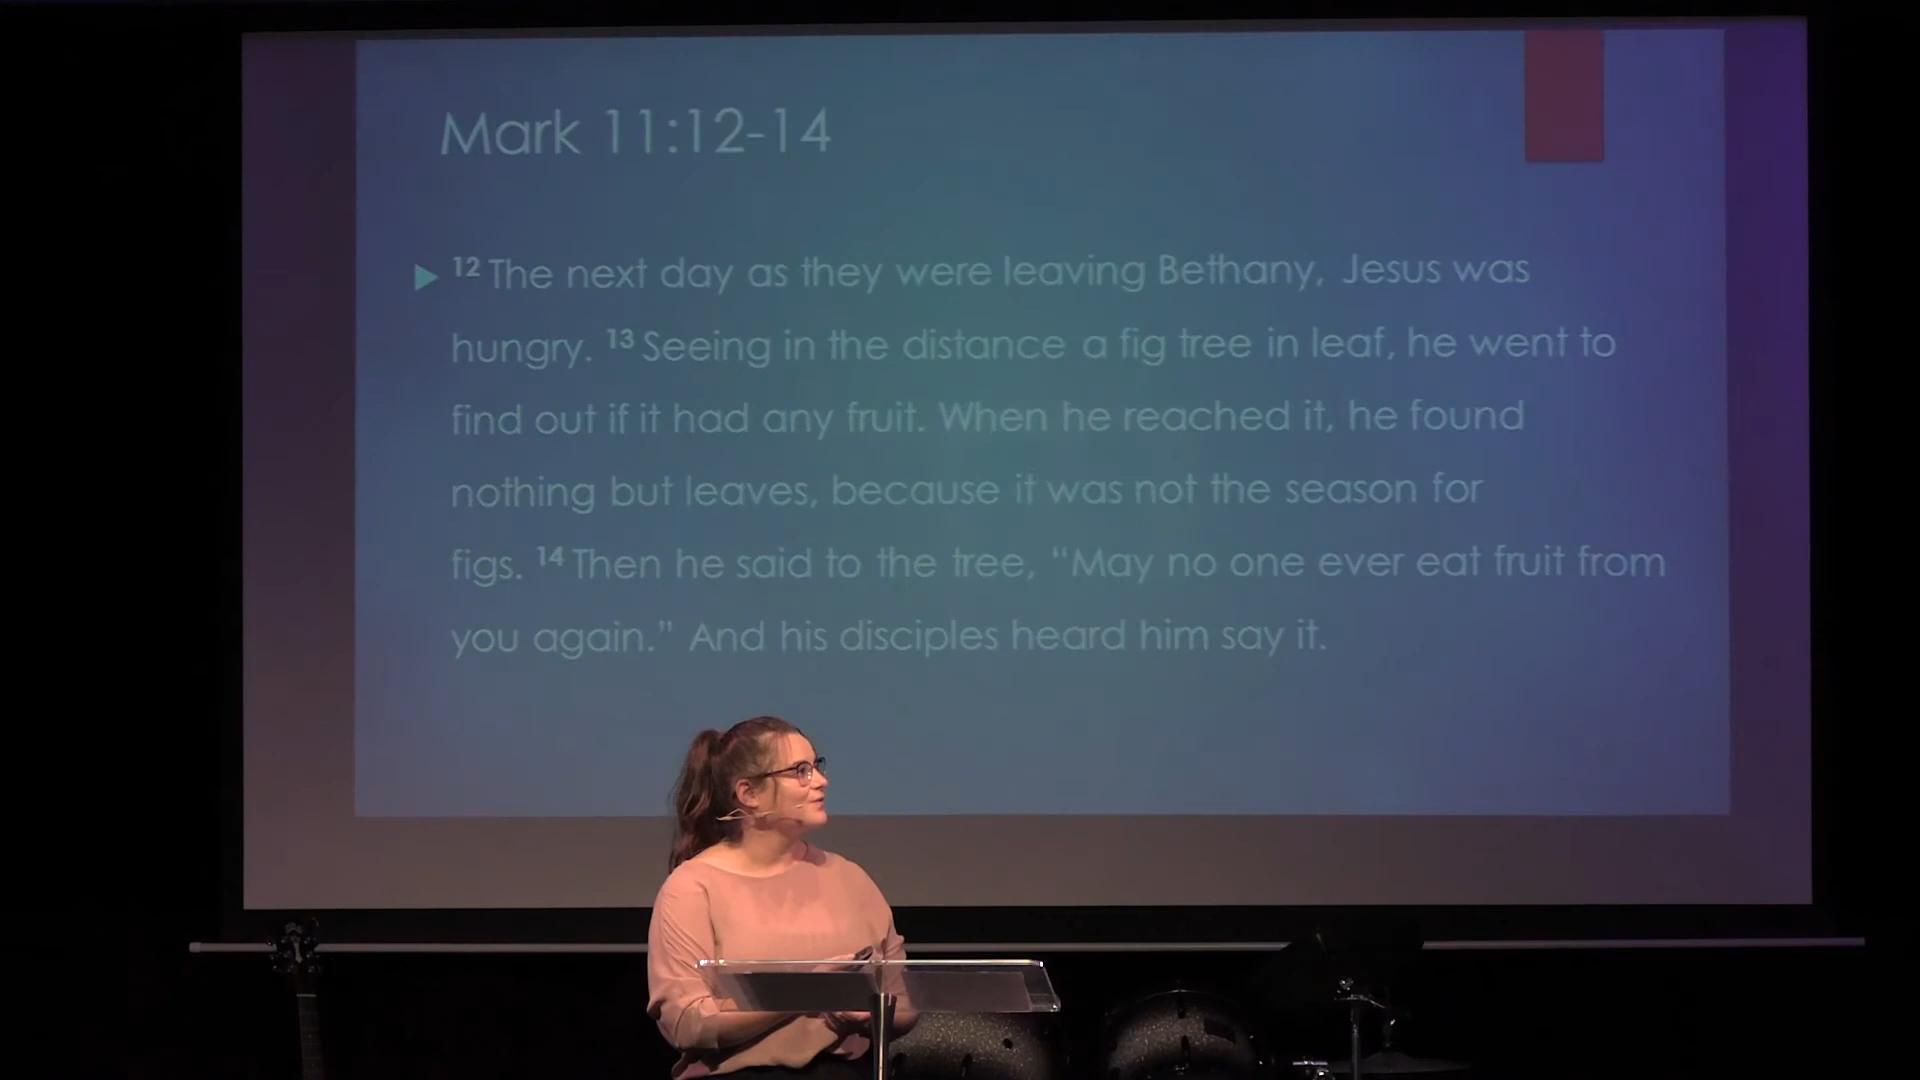 Mark 11:12-14
12 The next day as they were leaving Bethany, Jesus was
hungry. 13 Seeing in the distance a fig tree in leaf, he went to
find out if it had any fruit. When he reached it, he found
nothing but leaves, because it was not the season for
figs. 14 Then he said to the tree, “May no one ever eat fruit from
you again.” And his disciples heard him say it.